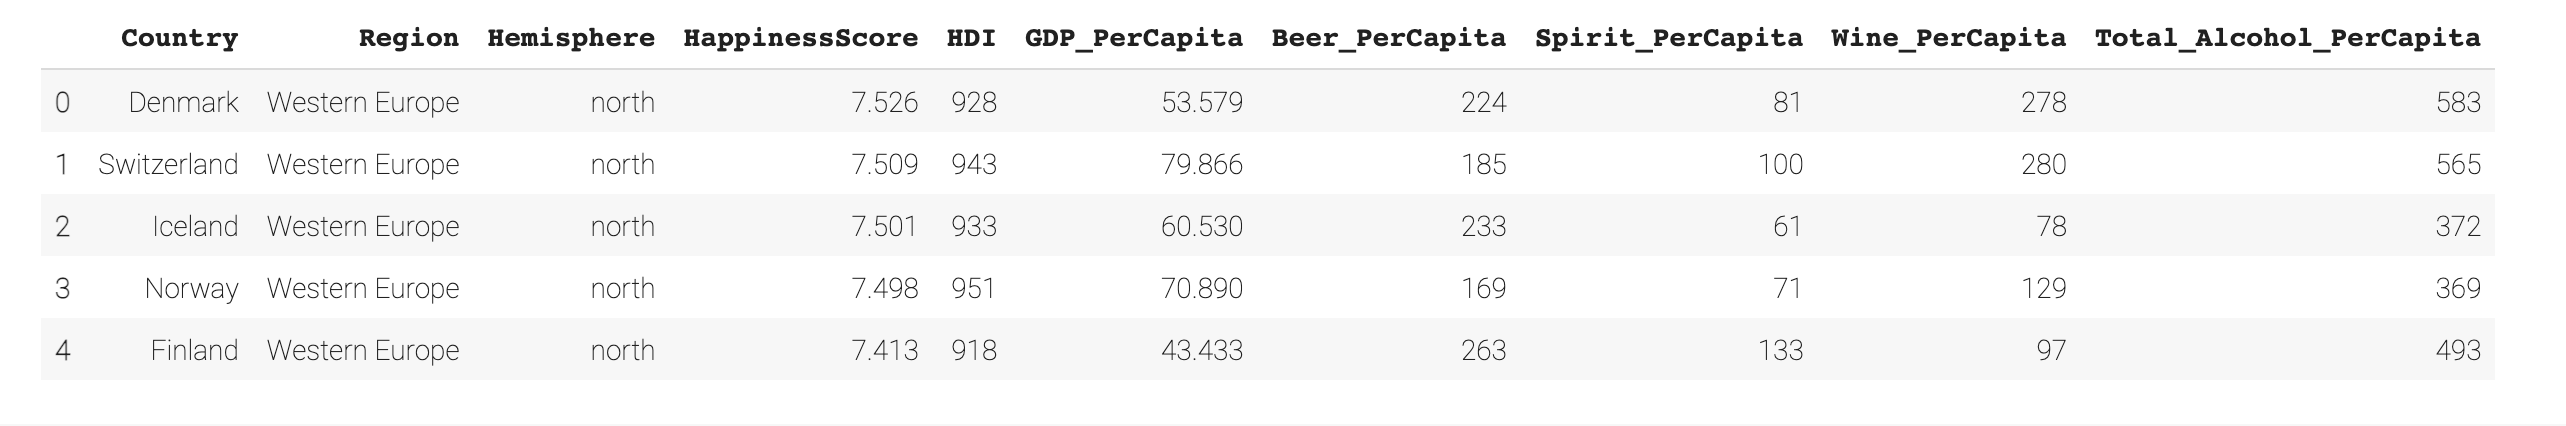 Country Region Hemisphere HappinessScore HDI GDP_PerCapita Beer_PerCapita Spirit_PerCapita Wine_PerCapita Total_Alcohol_PerCapita
0 Denmark Western Europe north 7.526 928 53.579 224 81 278 583
1 Switzerland Western Europe north 7.509 943 79.866 185 100 280 565
2 Iceland Western Europe north 7.501 933 60.530 233 61 78 372
3 Norway Western Europe north 7.498 951 70.890 169 71 129 369
4 Finland Western Europe north 7.413 918 43.433 263 133 97 493